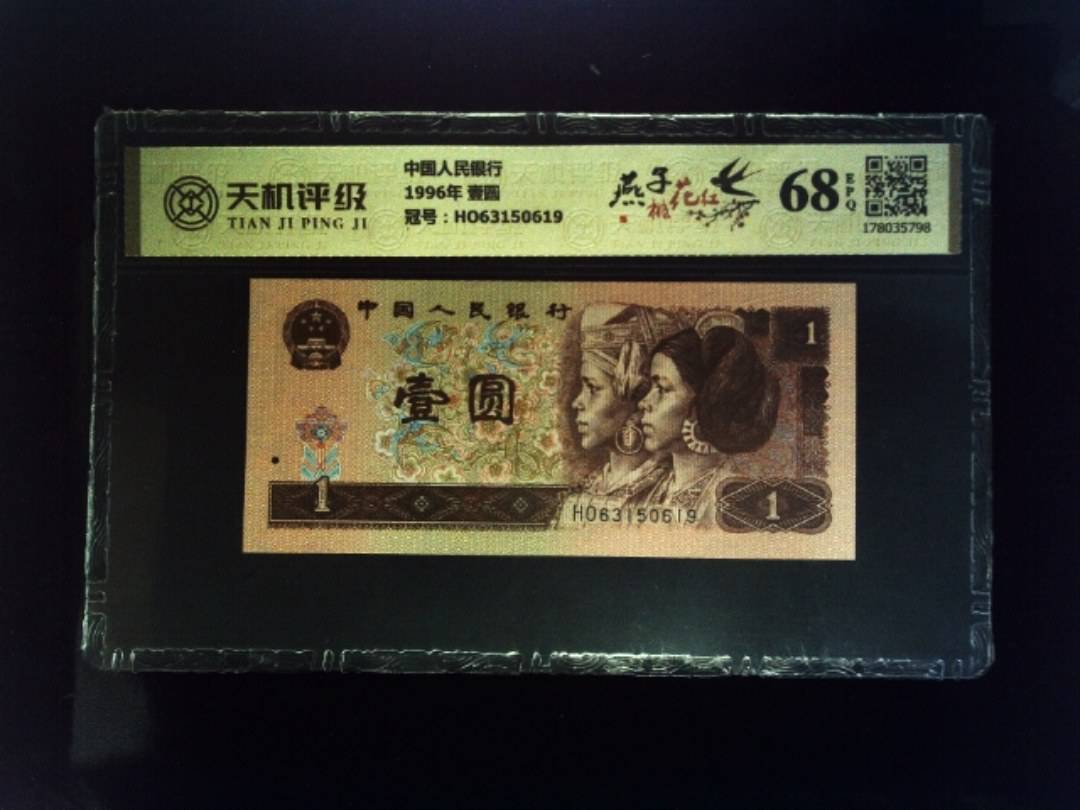 天机评级
TIAN JI PING JI
中国人民银行
1996年 壹圆
冠号：HO63150619
燕子
桃花红
68
EPQ
178035798
中国人民银行
壹圆
1
1
1
HO63150619